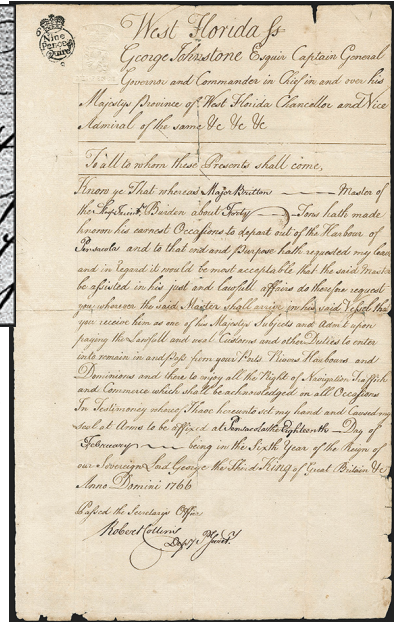 Nine
Pence pr
Quire
West Florida ss
George Johnstone Esquir Captain General
Governor and Commander in Chief in and over his
Majestys Province of West Florida Chancellor and Vice
Admiral of the same &c &c &c
To all to whom these Presents shall come,
Know ye That whereas Major Britton Master of
the Burden about Forty Tons hath made
known his earnest Occasions to depart out of the Harbour of
Pensacola and to that end and Purpose hath requested my leave
and in regard it would be most acceptable that the said Master
be assisted in his just and lawfull affairs do therefore request
you, wherever the said Master shall arrive in his said Vessell that
you receive him as one of his Majestys Subjects and Admit upon
paying the Lawfull and usual Customs and other Duties to enter
into remain in and pass from your Ports Rivers Harbours and
Dominions and there to enjoy all the Right of Navigation Traffick
and Commerce which shall be acknowledged on all Occasions
In Testimony whereof I have hereunto set my hand and Caused my
seal at Arms to be affixed at Pensacola the Eighteenth Day of
February being in the Sixth Year of the Reign of
our Sovereign Lord George the Third King of Great Britain &c
Anno Domini 1766
Passed the Secretarys Office
Robert Collins